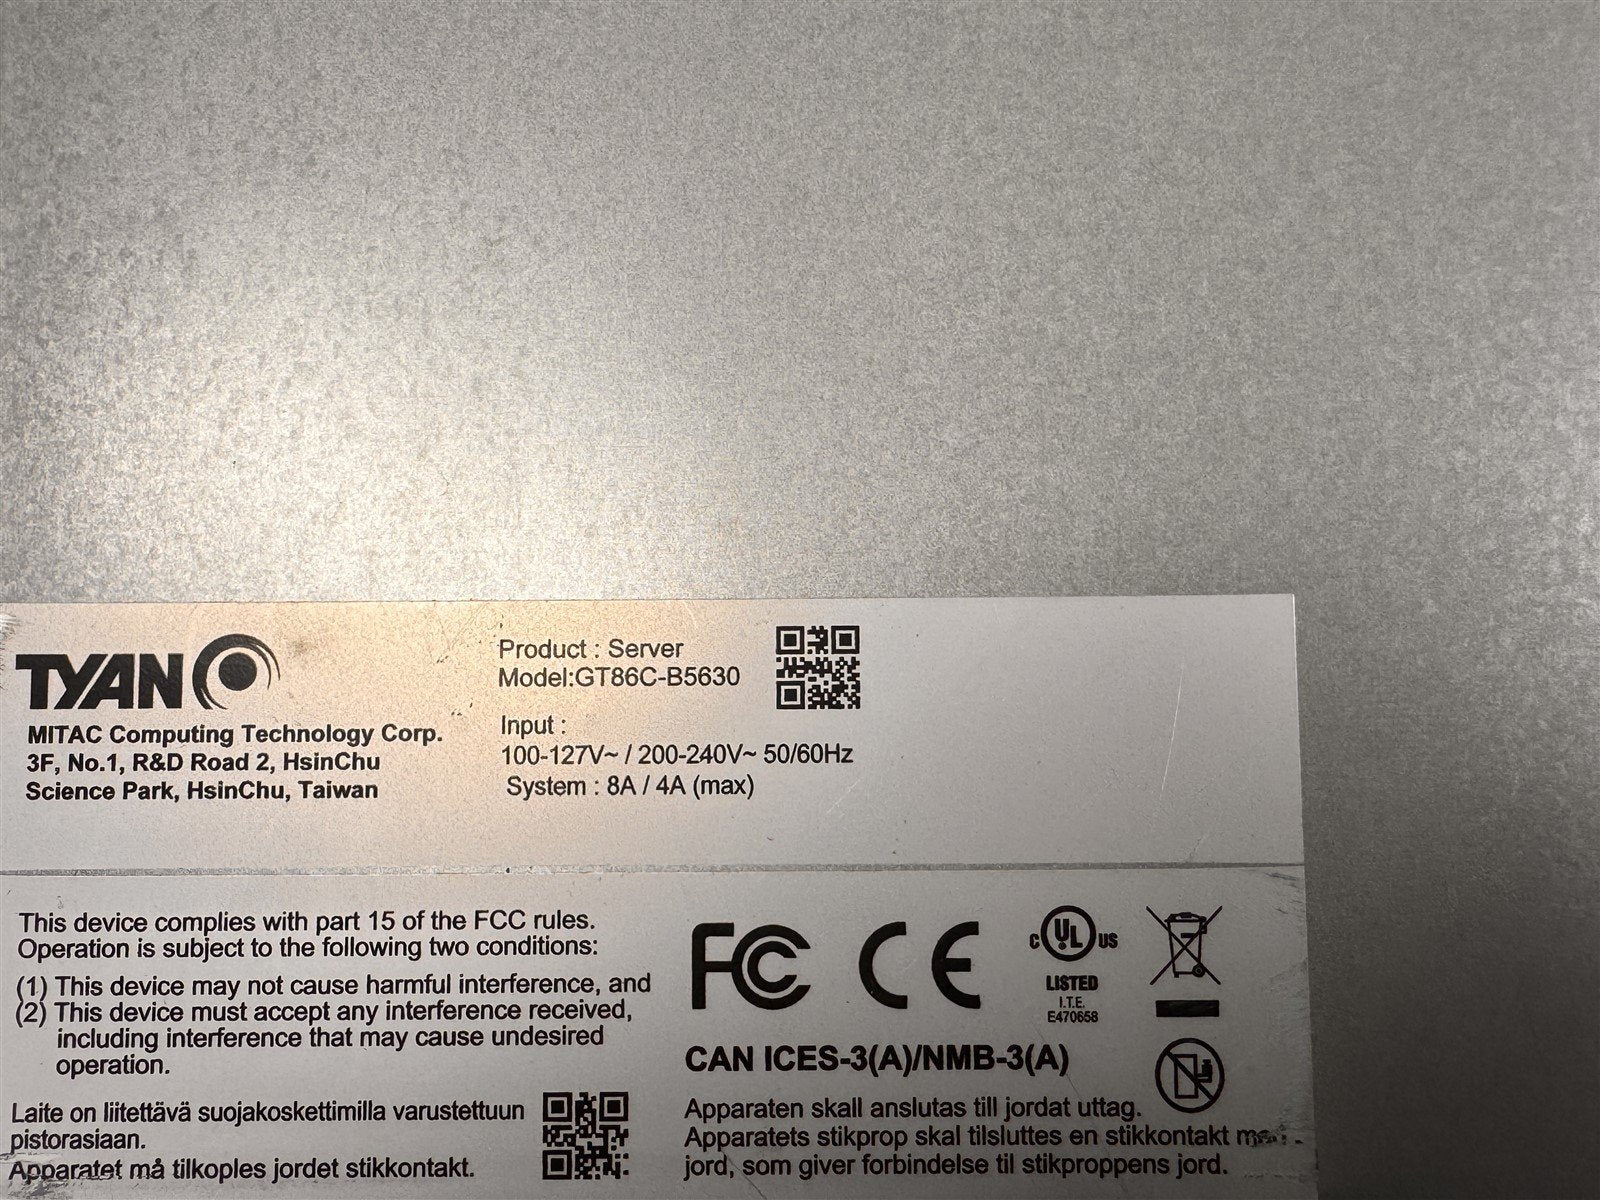 TYAN
MITAC Computing Technology Corp.
3F, No.1, R&D Road 2, HsinChu
Science Park, HsinChu, Taiwan
Product : Server
Model:GT86C-B5630
Input :
100-127V~ / 200-240V~ 50/60Hz
System : 8A / 4A (max)
This device complies with part 15 of the FCC rules.
Operation is subject to the following two conditions:
(1) This device may not cause harmful interference, and
(2) This device must accept any interference received,
including interference that may cause undesired
operation.
Laite on liitettävä suojakoskettimilla varustettuun
pistorasiaan.
Apparatet må tilkoples jordet stikkontakt.
FC CE
C UL US
LISTED
I.T.E.
E470658
CAN ICES-3(A)/NMB-3(A)
Apparaten skall anslutas till jordat uttag.
Apparatets stikprop skal tilsluttes en stikkontakt
jord, som giver forbindelse til stikproppens jord.